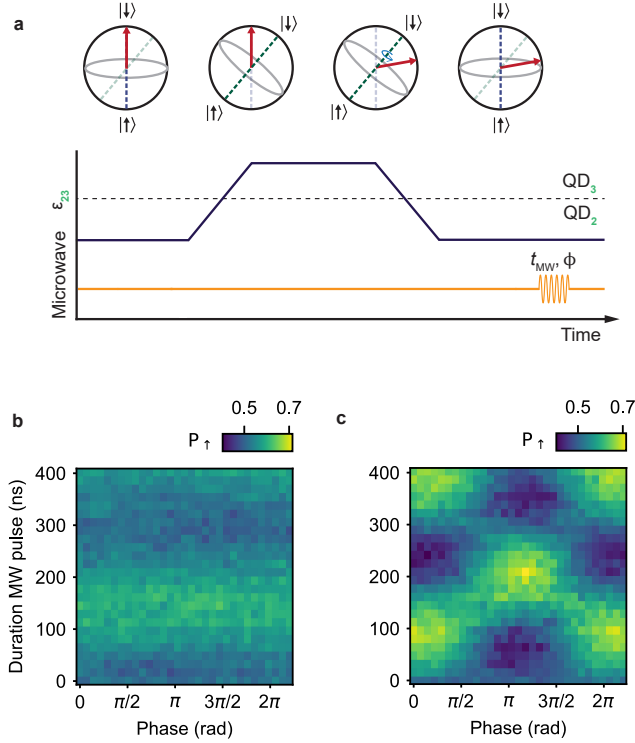 a
|↓⟩ |↓⟩ |↓⟩ |↓⟩
|↑⟩ |↑⟩ |↑⟩ |↑⟩
ε₂₃
QD₃
QD₂
Microwave
t_MW, ϕ
Time
b
P↑ 0.5 0.7
Duration MW pulse (ns)
400
300
200
100
0
0 π/2 π 3π/2 2π
Phase (rad)
c
P↑ 0.5 0.7
400
300
200
100
0
0 π/2 π 3π/2 2π
Phase (rad)